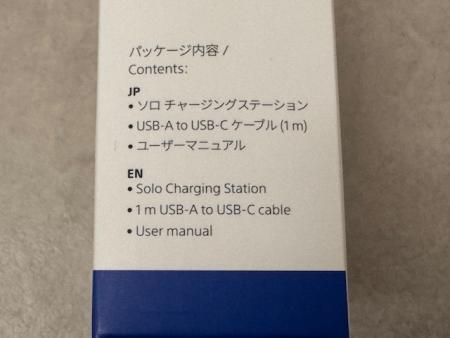 パッケージ内容 /
Contents:
JP
• ソロ チャージングステーション
• USB-A to USB-C ケーブル (1 m)
• ユーザーマニュアル
EN
• Solo Charging Station
• 1 m USB-A to USB-C cable
• User manual